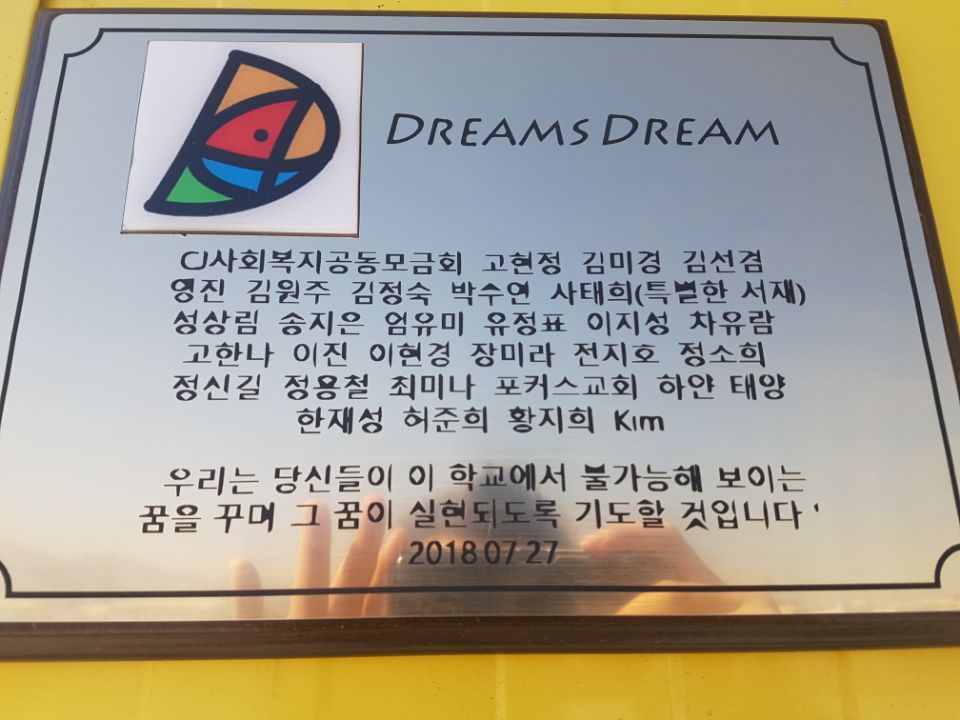 DREAMS DREAM
CJ사회복지공동모금회 고현정 김미경 김선겸
영진 김원주 김정숙 박수연 사태희(특별한 서재)
성상림 송지은 엄유미 유정표 이지성 차유람
고한나 이진 이현경 장미라 전지호 정소희
정신길 정용철 최미나 포커스교회 하얀 태양
한재성 허준희 황지희 Kim
우리는 당신들이 이 학교에서 불가능해 보이는
꿈을 꾸며 그 꿈이 실현되도록 기도할 것입니다 '
2018 07 27